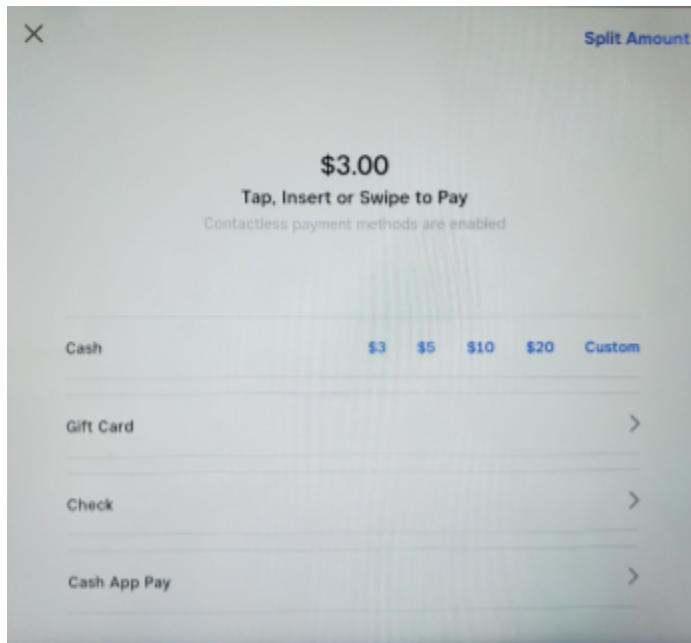 Split Amount
$3.00
Tap, Insert or Swipe to Pay
Contactless payment methods are enabled
Cash $3 $5 $10 $20 Custom
Gift Card
Check
Cash App Pay